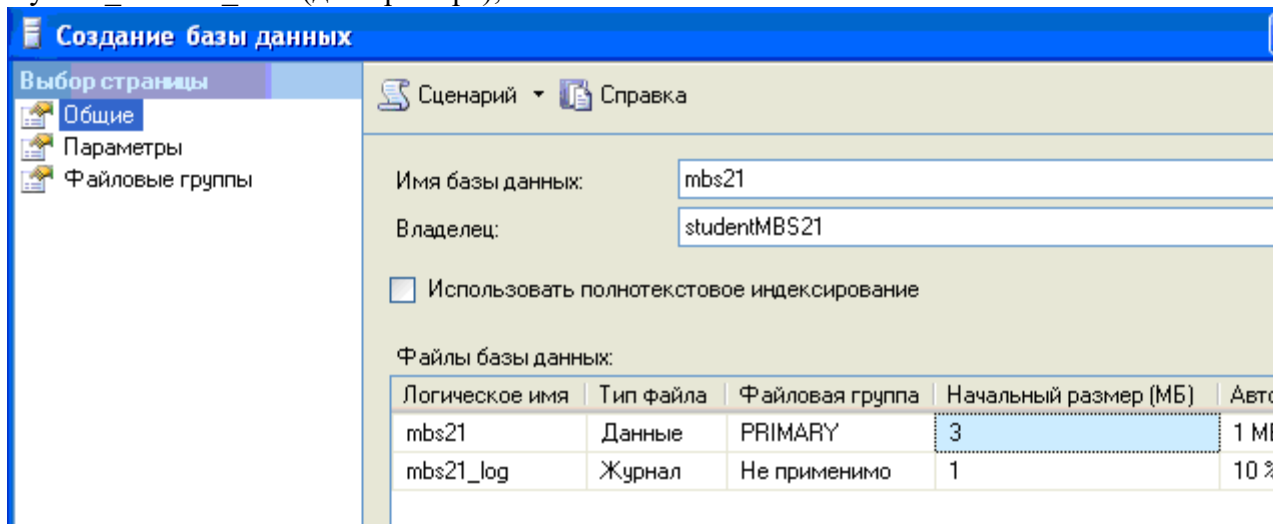 Создание базы данных
Выбор страницы
Общие
Параметры
Файловые группы
Сценарий Справка
Имя базы данных: mbs21
Владелец: studentMBS21
Использовать полнотекстовое индексирование
Файлы базы данных:
Логическое имя Тип файла Файловая группа Начальный размер (МБ)
mbs21 Данные PRIMARY 3 1
mbs21_log Журнал Не применимо 1 10 %